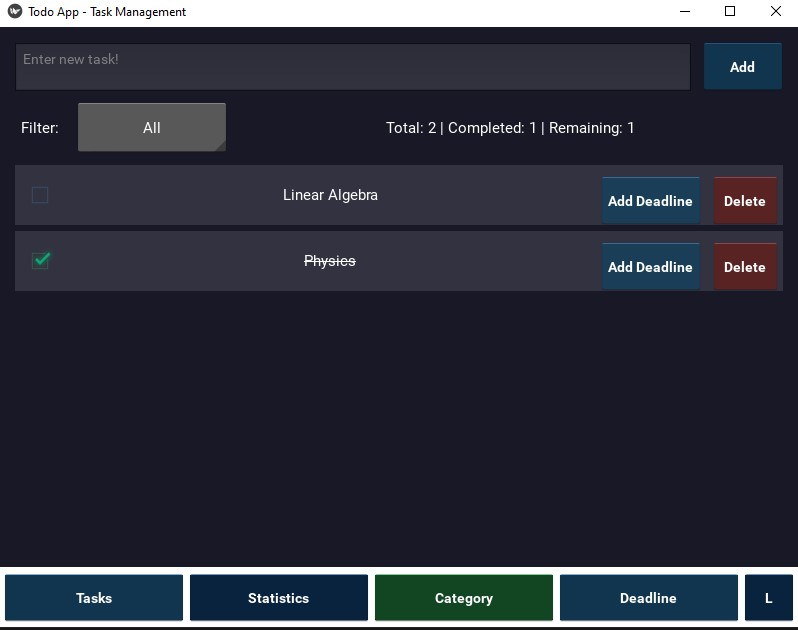 Todo App - Task Management
Enter new task!
Add
Filter:
All
Total: 2 | Completed: 1 | Remaining: 1
Linear Algebra
Add Deadline
Delete
Physics
Add Deadline
Delete
Tasks
Statistics
Category
Deadline
L